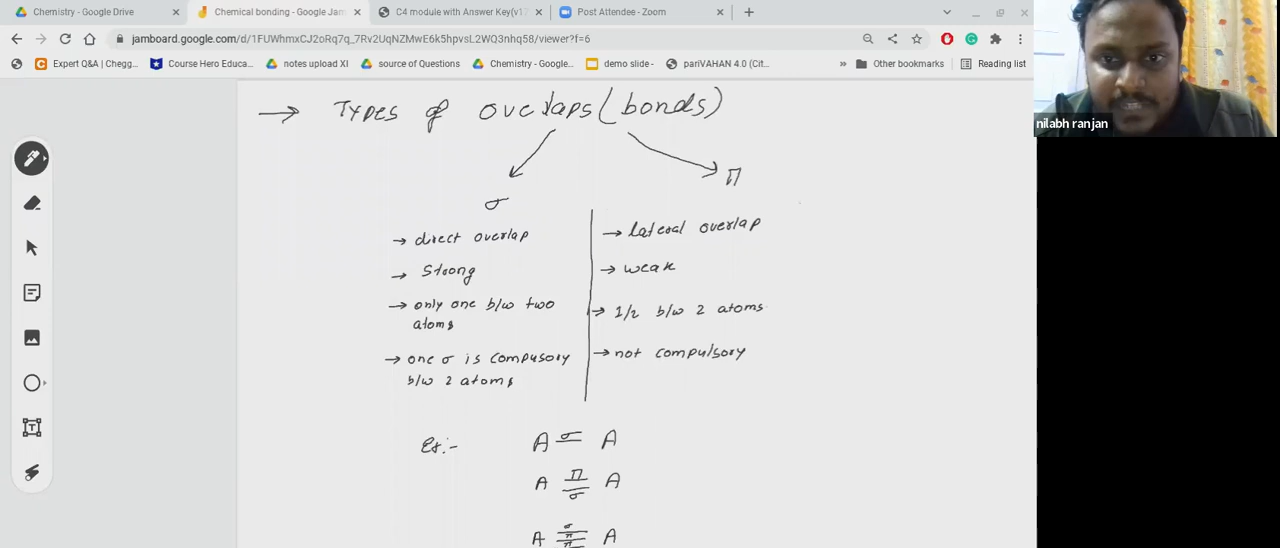 Chemistry - Google Drive
Chemical bonding - Google Jam
C4 module with Answer Key(v17
Post Attendee - Zoom
jamboard.google.com/d/1FUWhmxCJ2oRq7q_7Rv2UqNZMwE6k5hpvsL2WQ3nhq58/viewer?f=6
Expert Q&A | Chegg...
Course Hero Educa...
notes upload XI
source of Questions
Chemistry - Google...
demo slide -
pariVAHAN 4.0 (Cit...
Other bookmarks
Reading list
nilabh ranjan
→ Types of overlaps (bonds)
σ
π
→ direct overlap
→ lateral overlap
→ Strong
→ weak
→ only one b/w two
atoms
→ 1/2 b/w 2 atoms
→ one σ is compusory
b/w 2 atoms
→ not compulsory
Ex:-
A σ A
A π A
σ
σ
A π A
π